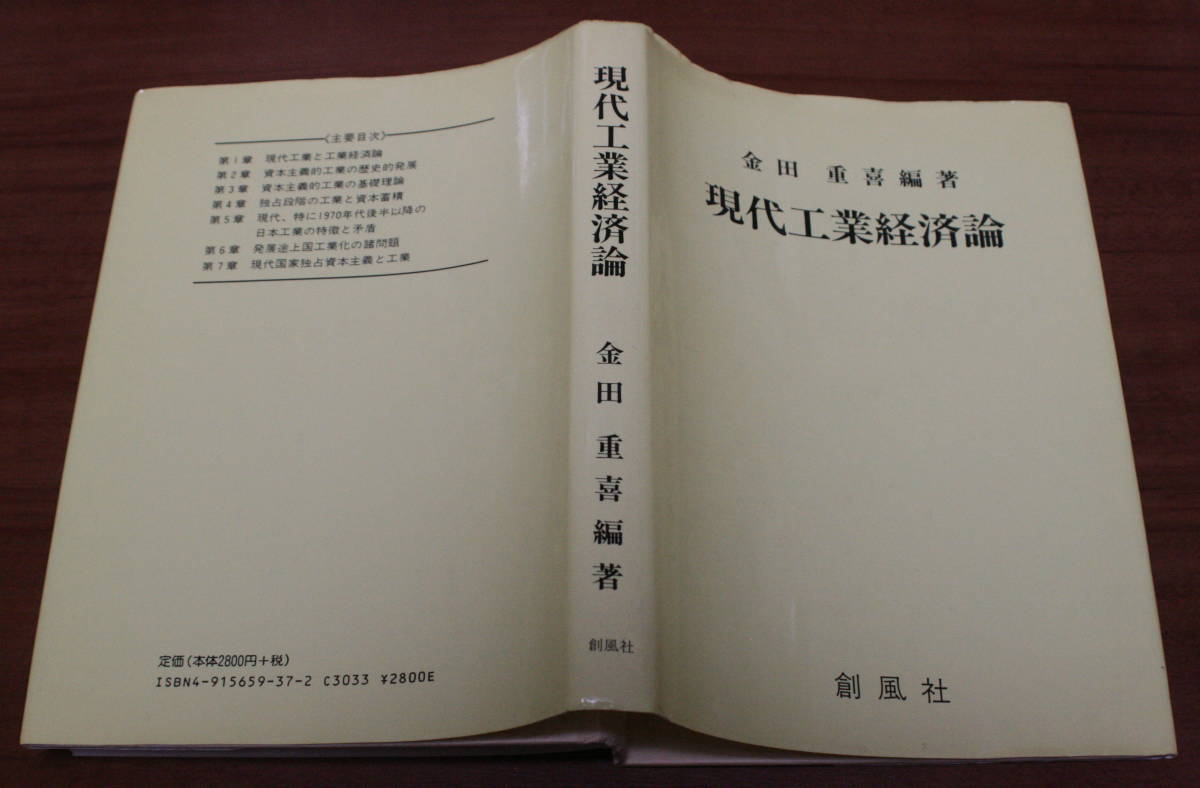 〈主要目次〉
第1章 現代工業と工業経済論
第2章 資本主義的工業の歴史的発展
第3章 資本主義的工業の基礎理論
第4章 独占段階の工業と資本蓄積
第5章 現代、特に1970年代後半以降の
日本工業の特徴と矛盾
第6章 発展途上国工業化の諸問題
第7章 現代国家独占資本主義と工業
定価(本体2800円+税)
ISBN4-915659-37-2 C3033 ¥2800E
現代工業経済論
金田重喜編著
創風社
金田重喜編著
現代工業経済論
創風社